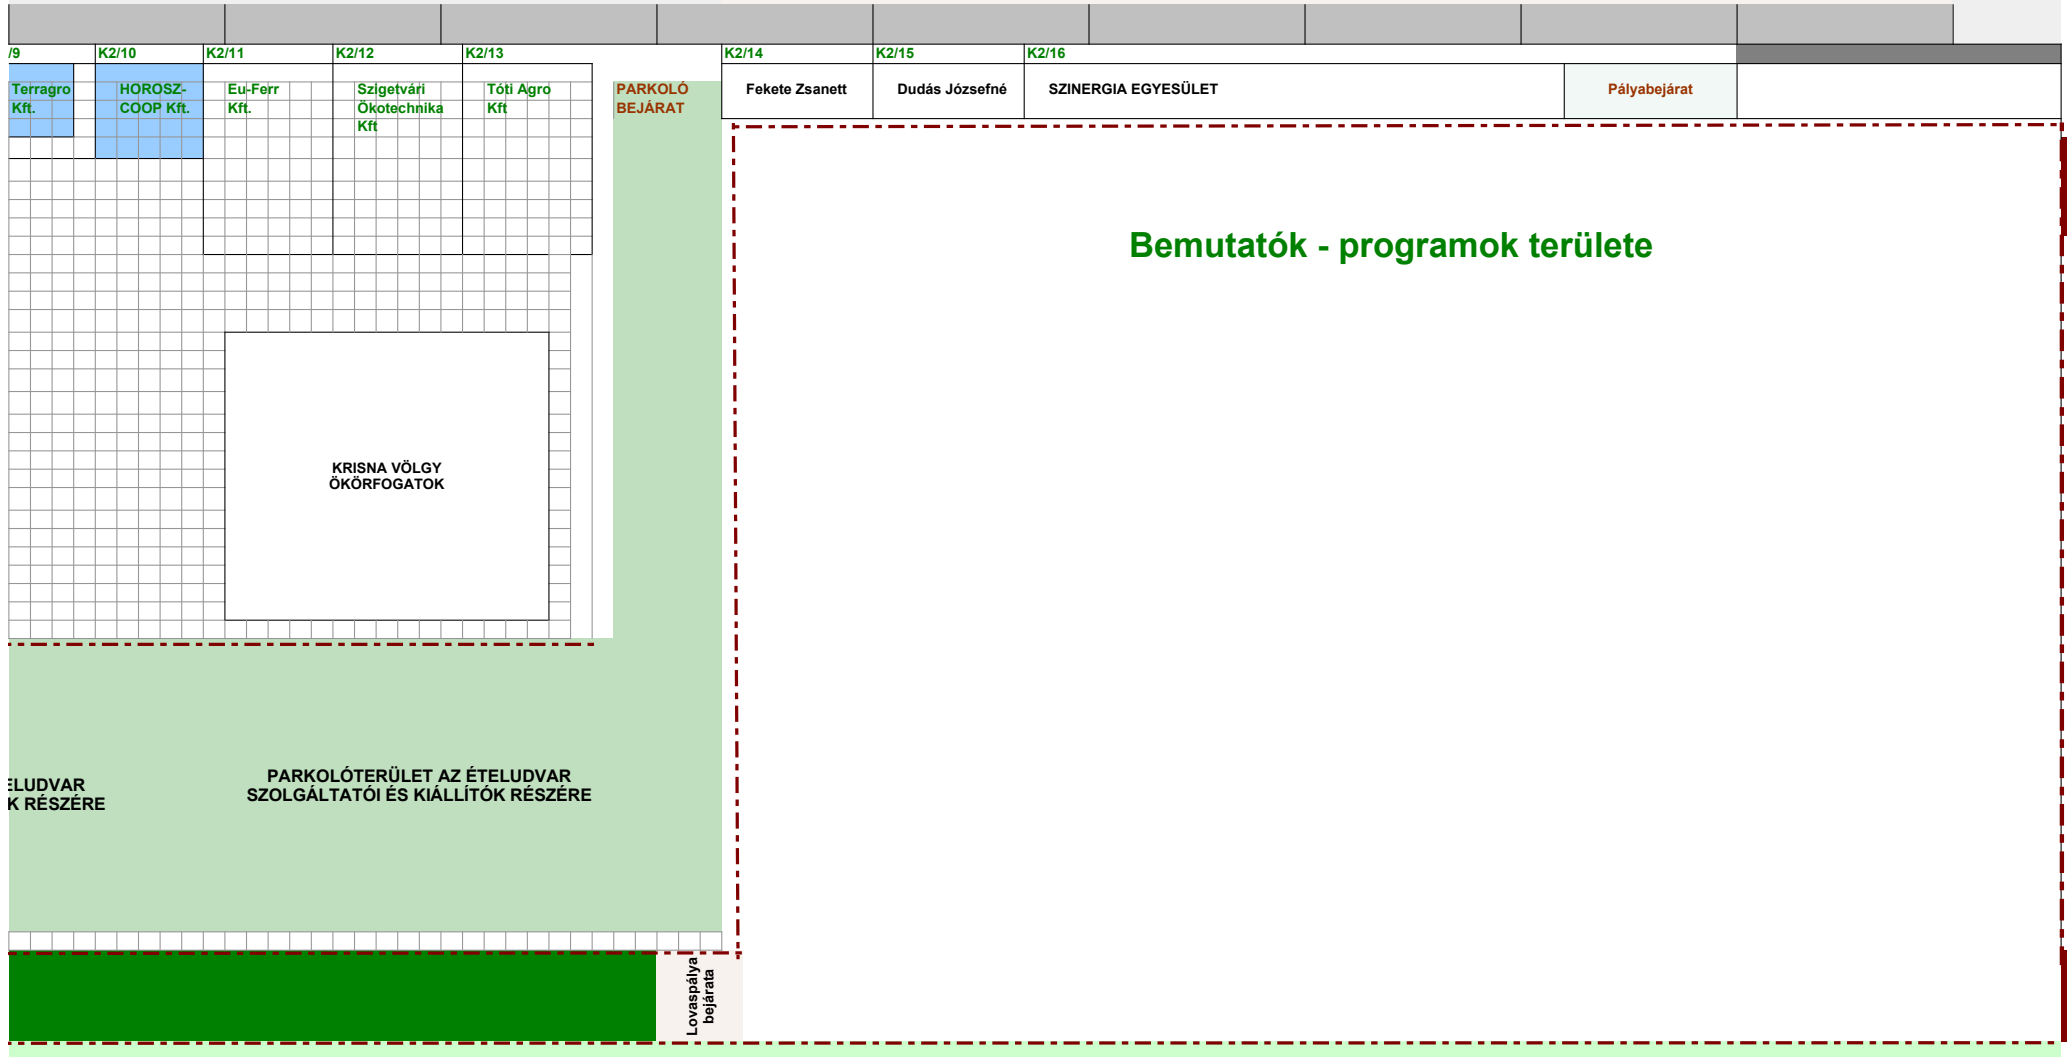 /9
K2/10
K2/11
K2/12
K2/13
K2/14
K2/15
K2/16
Terragro
Kft.
HOROSZ-
COOP Kft.
Eu-Ferr
Kft.
Szigetvári
Ökotechnika
Kft
Tóti Agro
Kft
PARKOLÓ
BEJÁRAT
Fekete Zsanett
Dudás Józsefné
SZINERGIA EGYESÜLET
Pályabejárat
Bemutatók - programok területe
KRISNA VÖLGY
ÖKÖRFOGATOK
ELUDVAR
K RÉSZÉRE
PARKOLÓTERÜLET AZ ÉTELUDVAR
SZOLGÁLTATÓI ÉS KIÁLLÍTÓK RÉSZÉRE
Lovaspálya
bejárata